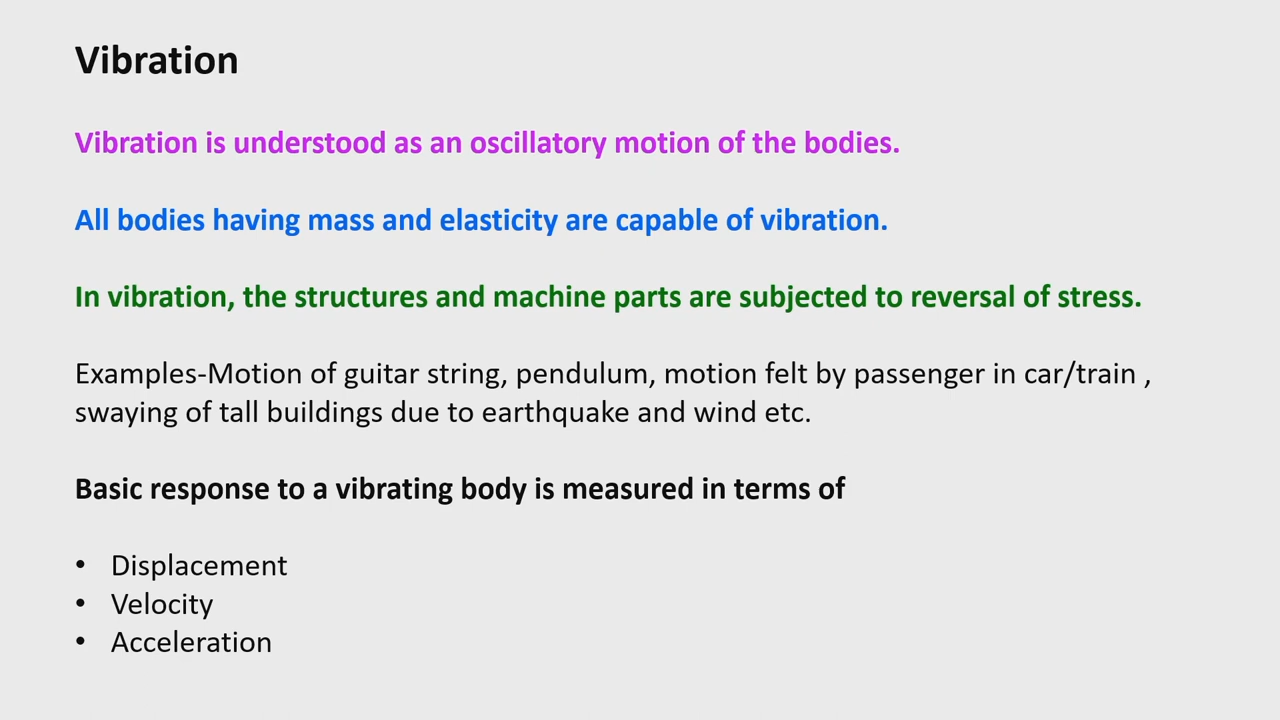 Vibration
Vibration is understood as an oscillatory motion of the bodies.
All bodies having mass and elasticity are capable of vibration.
In vibration, the structures and machine parts are subjected to reversal of stress.
Examples-Motion of guitar string, pendulum, motion felt by passenger in car/train ,
swaying of tall buildings due to earthquake and wind etc.
Basic response to a vibrating body is measured in terms of
• Displacement
• Velocity
• Acceleration